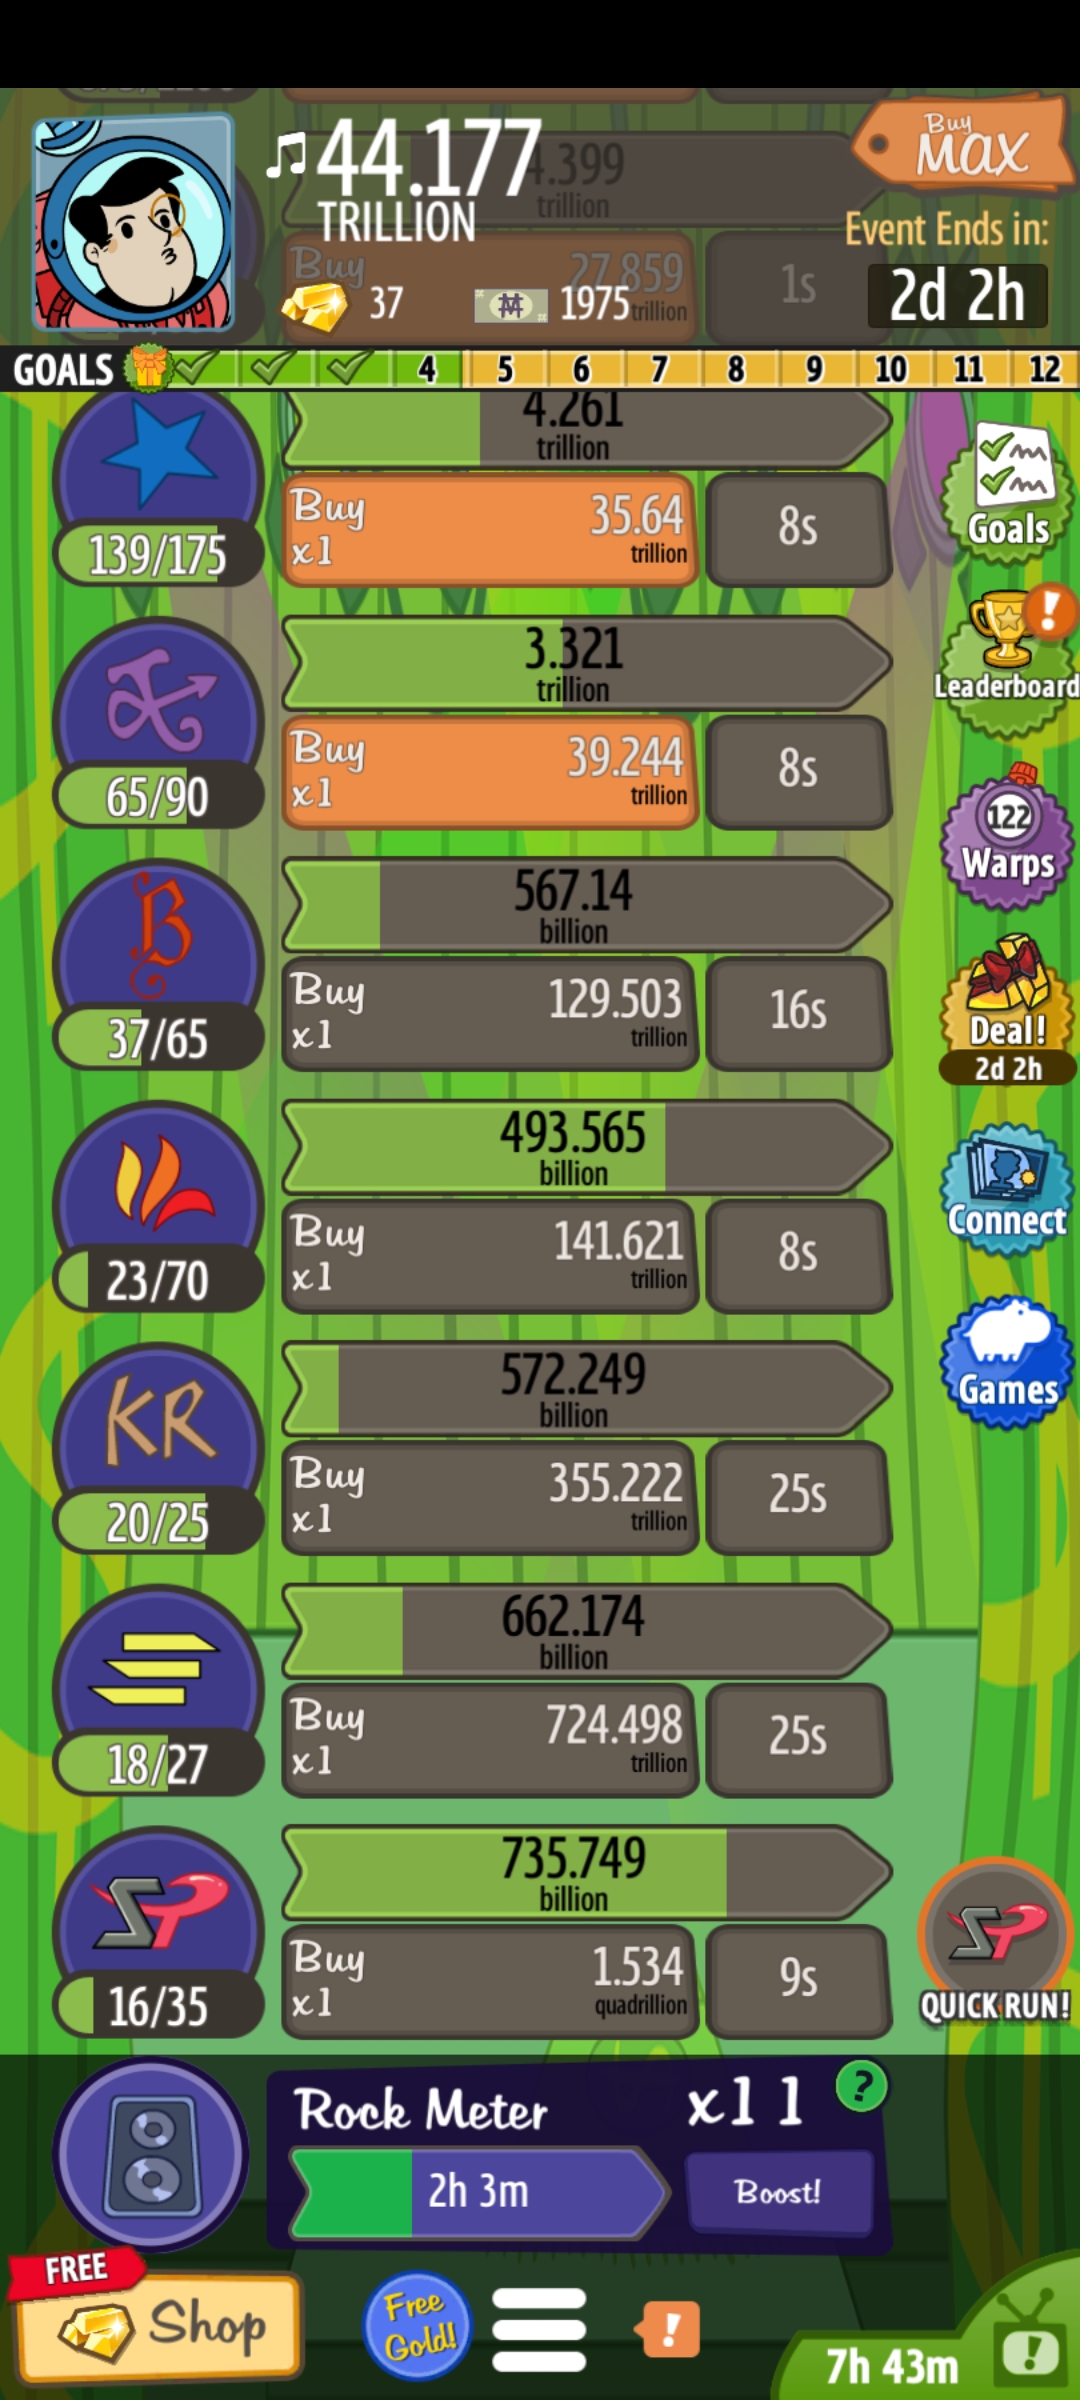 4.399
44.177
trillion
TRILLION
Buy
MAX
Event Ends in:
2d 2h
Buy
27.859
trillion
1s
37
1975
GOALS
4
5
6
7
8
9
10
11
12
4.261
trillion
139/175
Buy
x1
35.64
trillion
8s
Goals
3.321
trillion
65/90
Buy
x1
39.244
trillion
8s
!
Leaderboard
122
Warps
567.14
billion
B
37/65
Buy
x1
129.503
trillion
16s
Deal!
2d 2h
493.565
billion
23/70
Buy
x1
141.621
trillion
8s
Connect
572.249
billion
KR
20/25
Buy
x1
355.222
trillion
25s
Games
662.174
billion
18/27
Buy
x1
724.498
trillion
25s
735.749
billion
SP
16/35
Buy
x1
1.534
quadrillion
9s
SP
QUICK RUN!
Rock Meter
x11
?
2h 3m
Boost!
FREE
Shop
Free
Gold!
!
7h 43m
!